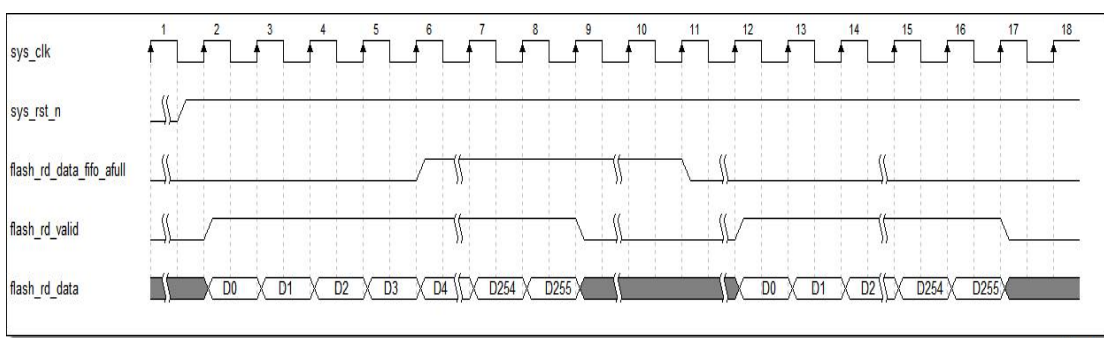 1 2 3 4 5 6 7 8 9 10 11 12 13 14 15 16 17 18
sys_clk
sys_rst_n
flash_rd_data_fifo_afull
flash_rd_valid
flash_rd_data D0 D1 D2 D3 D4 D254 D255 D0 D1 D2 D254 D255